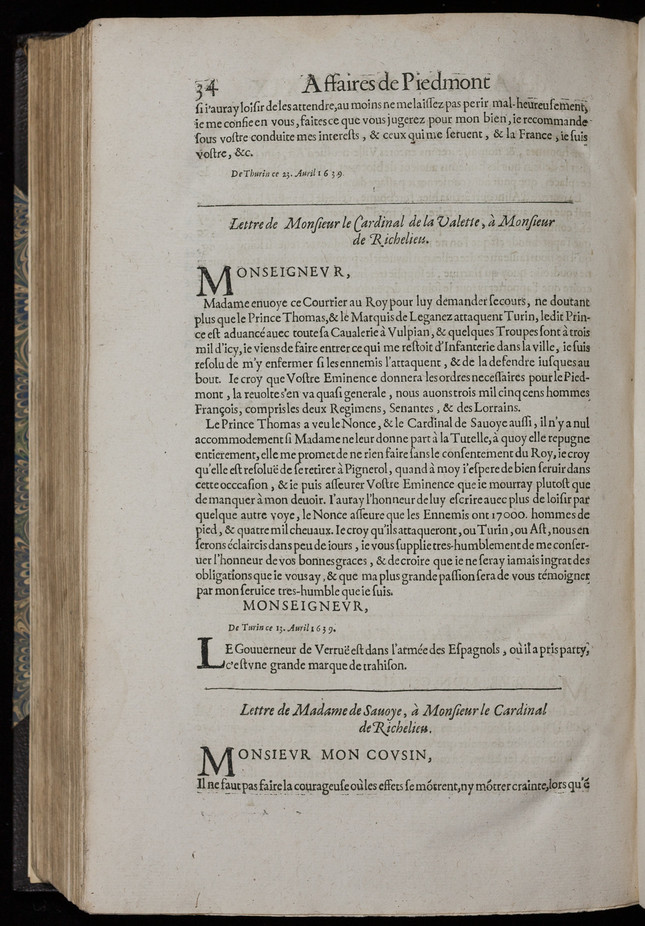 34 Affaires de Piedmont
si i'auray loisir de les attendre, au moins ne me laissez pas perir mal-heureusement,
ie me confie en vous, faites ce que vous jugerez pour mon bien, ie recommande
sous vostre conduite mes interests, & ceux qui me seruent, & la France, ie suis
vostre, &c.
De Thurin ce 23. Auril 1639.
Lettre de Monsieur le Cardinal de la Valette, à Monsieur
de Richelieu.
MONSEIGNEVR,
Madame enuoye ce Courrier au Roy pour luy demander secours, ne doutant
plus que le Prince Thomas, & le Marquis de Leganez attaquent Turin, ledit Prin-
ce est aduancé auec toute sa Caualerie à Vulpian, & quelques Troupes sont à trois
mil d'icy, ie viens de faire entrer ce qui me restoit d'Infanterie dans la ville, ie suis
resolu de m'y enfermer si les ennemis l'attaquent, & de la defendre iusques au
bout. Ie croy que Vostre Eminence donnera les ordres necessaires pour le Pied-
mont, la reuolte s'en va quasi generale, nous auons trois mil cinq cens hommes
François, compris les deux Regimens, Senantes, & des Lorrains.
Le Prince Thomas a veu le Nonce, & le Cardinal de Sauoye aussi, il n'y a nul
accommodement si Madame ne leur donne part à la Tutelle, à quoy elle repugne
entierement, elle me promet de ne rien faire sans le consentement du Roy, ie croy
qu'elle est resoluë de se retirer à Pignerol, quand à moy i'espere de bien seruir dans
cette occcasion, & ie puis asseurer Vostre Eminence que ie mourray plutost que
de manquer à mon deuoir. I'auray l'honneur de luy escrire auec plus de loisir par
quelque autre voye, le Nonce asseure que les Ennemis ont 17000. hommes de
pied, & quatre mil cheuaux. Ie croy qu'ils attaqueront, ou Turin, ou Ast, nous en
serons éclaircis dans peu de iours, ie vous supplie tres-humblement de me conser-
uer l'honneur de vos bonnes graces, & de croire que ie ne seray iamais ingrat des
obligations que ie vous ay, & que ma plus grande passion sera de vous témoigner
par mon seruice tres-humble que ie suis.
MONSEIGNEVR,
De Turin ce 13. Auril 1639.
LE Gouuerneur de Verruë est dans l'armée des Espagnols, où il a pris party,
c'est vne grande marque de trahison.
Lettre de Madame de Sauoye, à Monsieur le Cardinal
de Richelieu.
MONSIEVR MON COVSIN,
Il ne faut pas faire la courageuse où les effets se mõtrent, ny mõtrer crainte, lors qu'ẽ